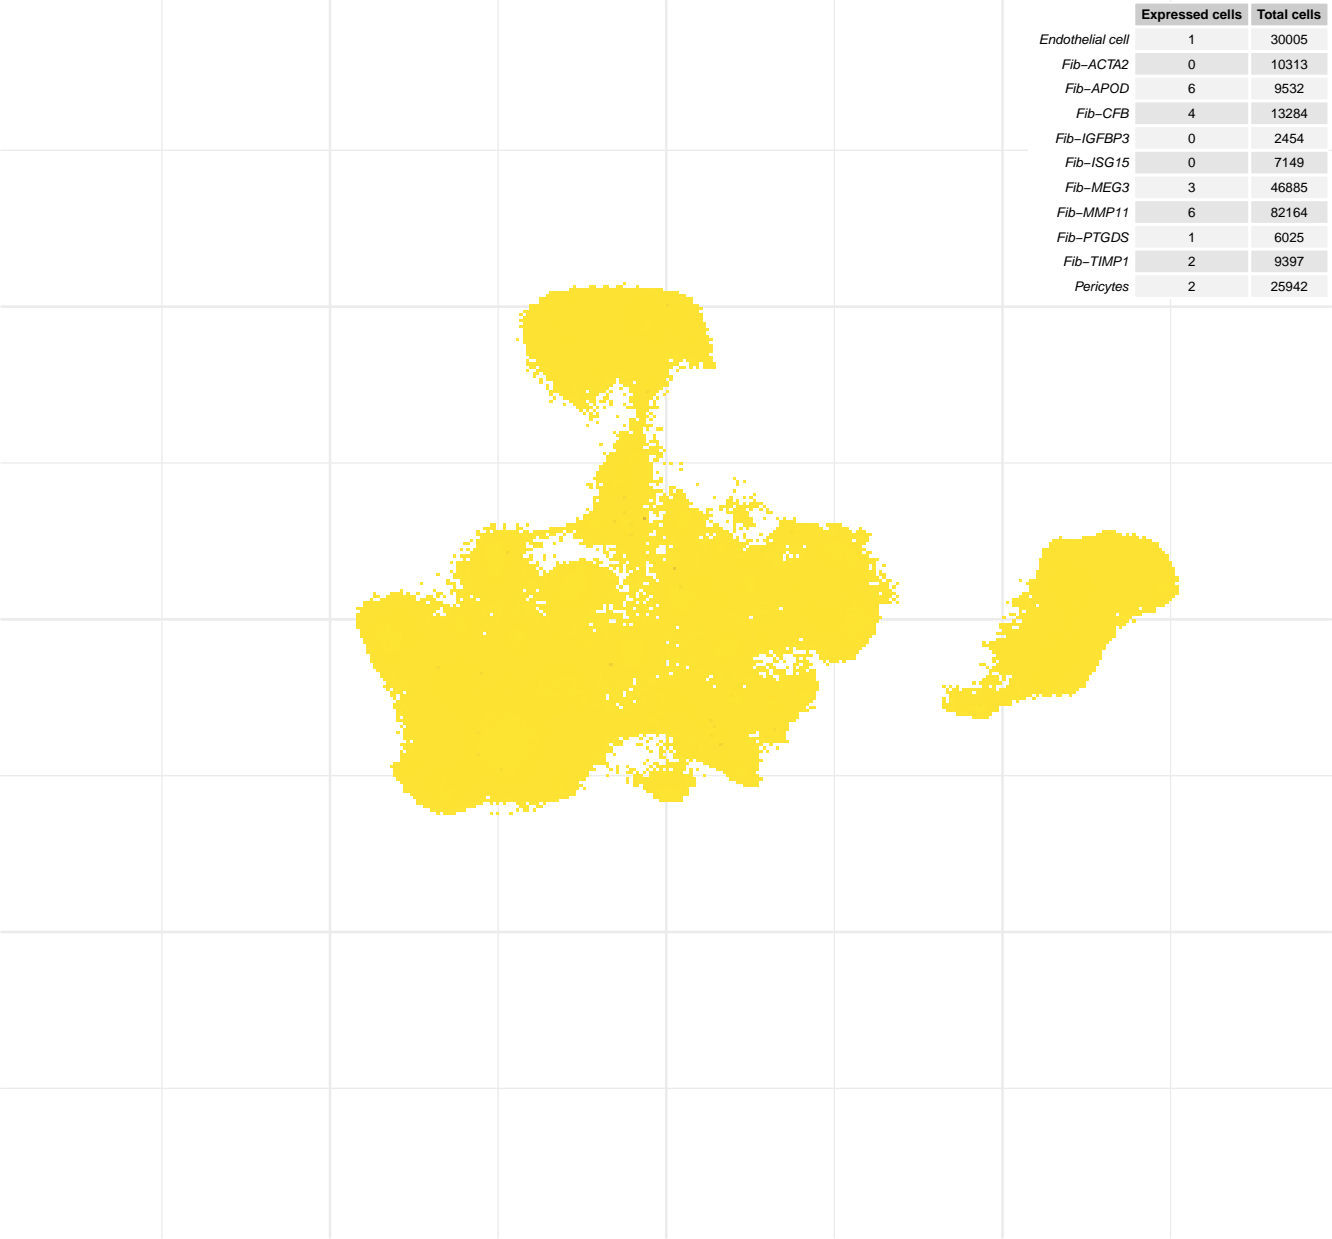 Expressed cells Total cells
Endothelial cell 1 30005
Fib−ACTA2 0 10313
Fib−APOD 6 9532
Fib−CFB 4 13284
Fib−IGFBP3 0 2454
Fib−ISG15 0 7149
Fib−MEG3 3 46885
Fib−MMP11 6 82164
Fib−PTGDS 1 6025
Fib−TIMP1 2 9397
Pericytes 2 25942